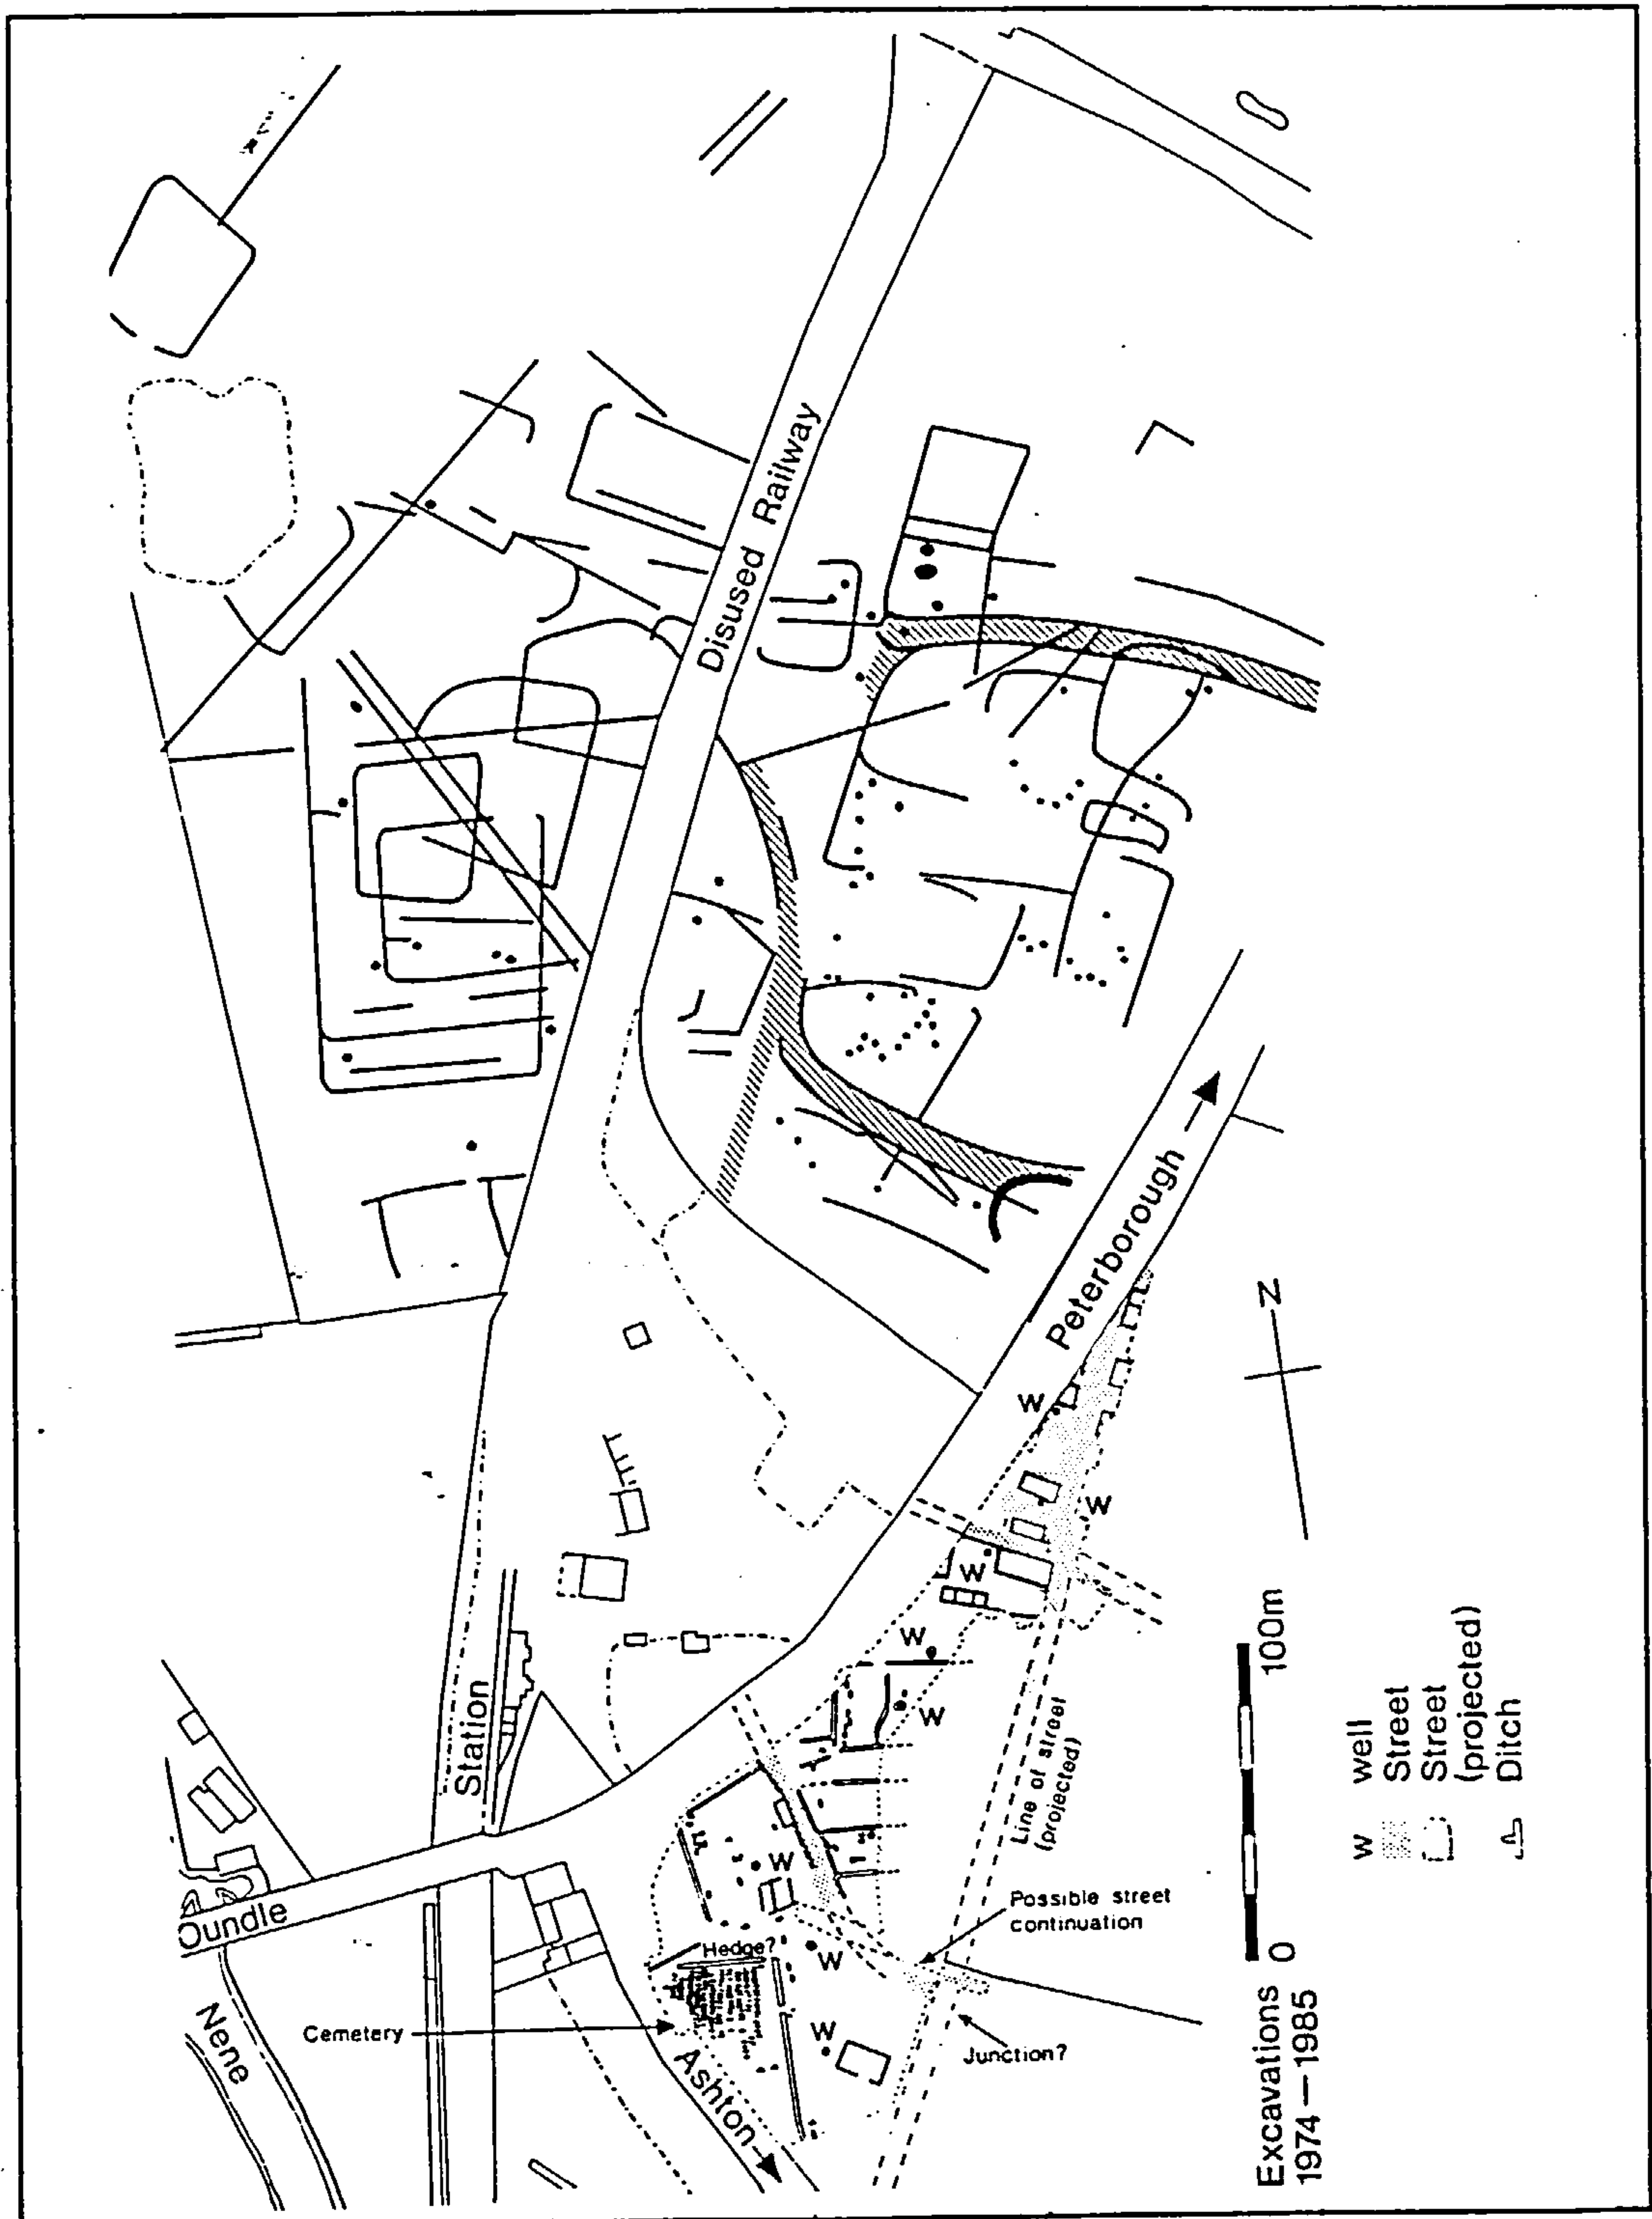 Disused Railway
Peterborough
N
W
W
W
W
W
W
W
W
Station
Oundle
Nene
Cemetery
Hedge?
Ashton
Line of street
(projected)
Possible street
continuation
Junction?
Excavations
1974–1985
0
100m
W well
Street
Street
(projected)
Ditch